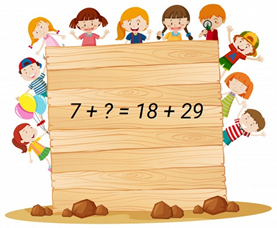 7 + ? = 18 + 29